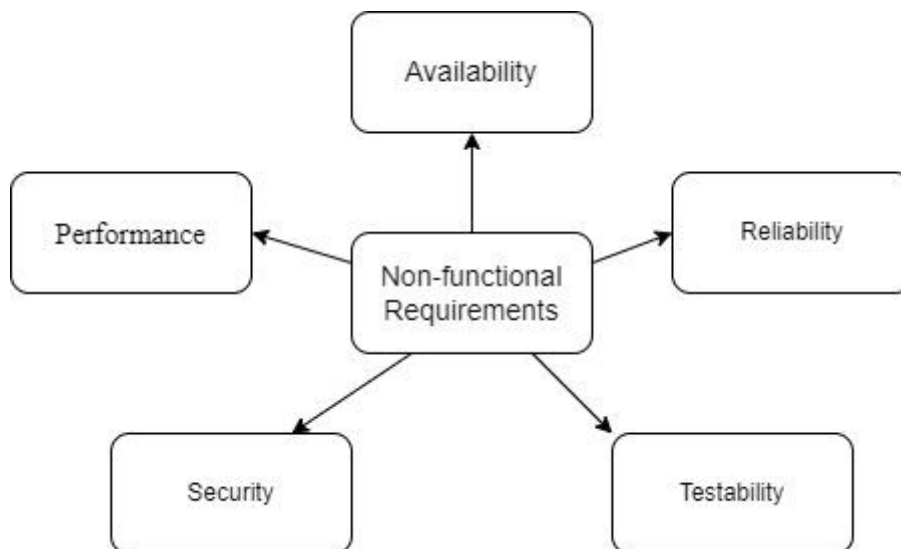 Availability
Performance
Reliability
Non-functional
Requirements
Security
Testability